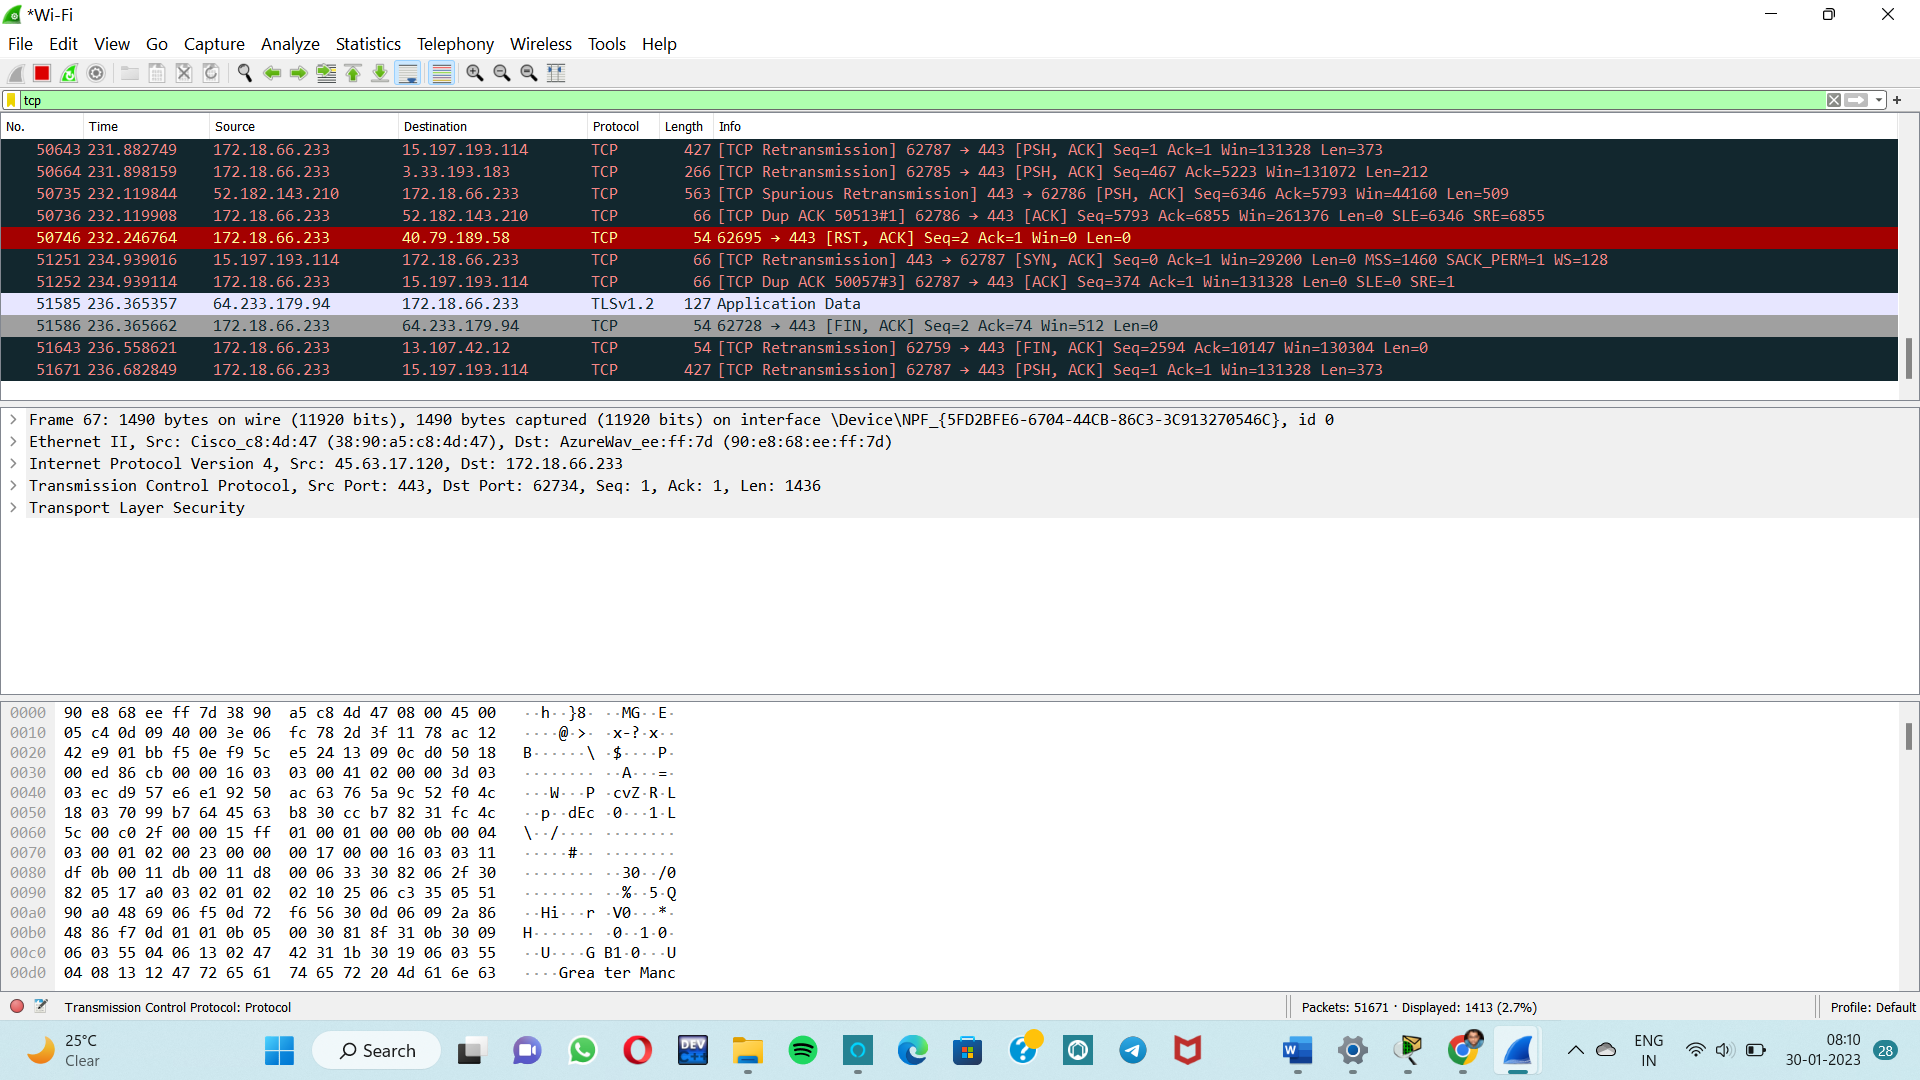 *Wi-Fi
File Edit View Go Capture Analyze Statistics Telephony Wireless Tools Help
tcp
No. Time Source Destination Protocol Length Info
50643 231.882749 172.18.66.233 15.197.193.114 TCP 427 [TCP Retransmission] 62787 → 443 [PSH, ACK] Seq=1 Ack=1 Win=131328 Len=373
50664 231.898159 172.18.66.233 3.33.193.183 TCP 266 [TCP Retransmission] 62785 → 443 [PSH, ACK] Seq=467 Ack=5223 Win=131072 Len=212
50735 232.119844 52.182.143.210 172.18.66.233 TCP 563 [TCP Spurious Retransmission] 443 → 62786 [PSH, ACK] Seq=6346 Ack=5793 Win=44160 Len=509
50736 232.119908 172.18.66.233 52.182.143.210 TCP 66 [TCP Dup ACK 50513#1] 62786 → 443 [ACK] Seq=5793 Ack=6855 Win=261376 Len=0 SLE=6346 SRE=6855
50746 232.246764 172.18.66.233 40.79.189.58 TCP 54 62695 → 443 [RST, ACK] Seq=2 Ack=1 Win=0 Len=0
51251 234.939016 15.197.193.114 172.18.66.233 TCP 66 [TCP Retransmission] 443 → 62787 [SYN, ACK] Seq=0 Ack=1 Win=29200 Len=0 MSS=1460 SACK_PERM=1 WS=128
51252 234.939114 172.18.66.233 15.197.193.114 TCP 66 [TCP Dup ACK 50057#3] 62787 → 443 [ACK] Seq=374 Ack=1 Win=131328 Len=0 SLE=0 SRE=1
51585 236.365357 64.233.179.94 172.18.66.233 TLSv1.2 127 Application Data
51586 236.365662 172.18.66.233 64.233.179.94 TCP 54 62728 → 443 [FIN, ACK] Seq=2 Ack=74 Win=512 Len=0
51643 236.558621 172.18.66.233 13.107.42.12 TCP 54 [TCP Retransmission] 62759 → 443 [FIN, ACK] Seq=2594 Ack=10147 Win=130304 Len=0
51671 236.682849 172.18.66.233 15.197.193.114 TCP 427 [TCP Retransmission] 62787 → 443 [PSH, ACK] Seq=1 Ack=1 Win=131328 Len=373
Frame 67: 1490 bytes on wire (11920 bits), 1490 bytes captured (11920 bits) on interface \Device\NPF_{5FD2BFE6-6704-44CB-86C3-3C913270546C}, id 0
Ethernet II, Src: Cisco_c8:4d:47 (38:90:a5:c8:4d:47), Dst: AzureWav_ee:ff:7d (90:e8:68:ee:ff:7d)
Internet Protocol Version 4, Src: 45.63.17.120, Dst: 172.18.66.233
Transmission Control Protocol, Src Port: 443, Dst Port: 62734, Seq: 1, Ack: 1, Len: 1436
Transport Layer Security
0000 90 e8 68 ee ff 7d 38 90 a5 c8 4d 47 08 00 45 00 ··h··}8· ··MG··E·
0010 05 c4 0d 09 40 00 3e 06 fc 78 2d 3f 11 78 ac 12 ····@·>· ·x-?·x··
0020 42 e9 01 bb f5 0e f9 5c e5 24 13 09 0c d0 50 18 B······\ ·$····P·
0030 00 ed 86 cb 00 00 16 03 03 00 41 02 00 00 3d 03 ········ ··A···=·
0040 03 ec d9 57 e6 e1 92 50 ac 63 76 5a 9c 52 f0 4c ···W···P ·cvZ·R·L
0050 18 03 70 99 b7 64 45 63 b8 30 cc b7 82 31 fc 4c ··p··dEc ·0···1·L
0060 5c 00 c0 2f 00 00 15 ff 01 00 01 00 00 0b 00 04 \··/···· ········
0070 03 00 01 02 00 23 00 00 00 17 00 00 16 03 03 11 ·····#·· ········
0080 df 0b 00 11 db 00 11 d8 00 06 33 30 82 06 2f 30 ········ ··30··/0
0090 82 05 17 a0 03 02 01 02 02 10 25 06 c3 35 05 51 ········ ··%··5·Q
00a0 90 a0 48 69 06 f5 0d 72 f6 56 30 0d 06 09 2a 86 ··Hi···r ·V0···*·
00b0 48 86 f7 0d 01 01 0b 05 00 30 81 8f 31 0b 30 09 H······· ·0··1·0·
00c0 06 03 55 04 06 13 02 47 42 31 1b 30 19 06 03 55 ··U····G B1·0···U
00d0 04 08 13 12 47 72 65 61 74 65 72 20 4d 61 6e 63 ····Grea ter Manc
Transmission Control Protocol: Protocol
Packets: 51671 · Displayed: 1413 (2.7%)
Profile: Default
25°C
Clear
Search
DEV
C++
ENG
IN
08:10
30-01-2023
28